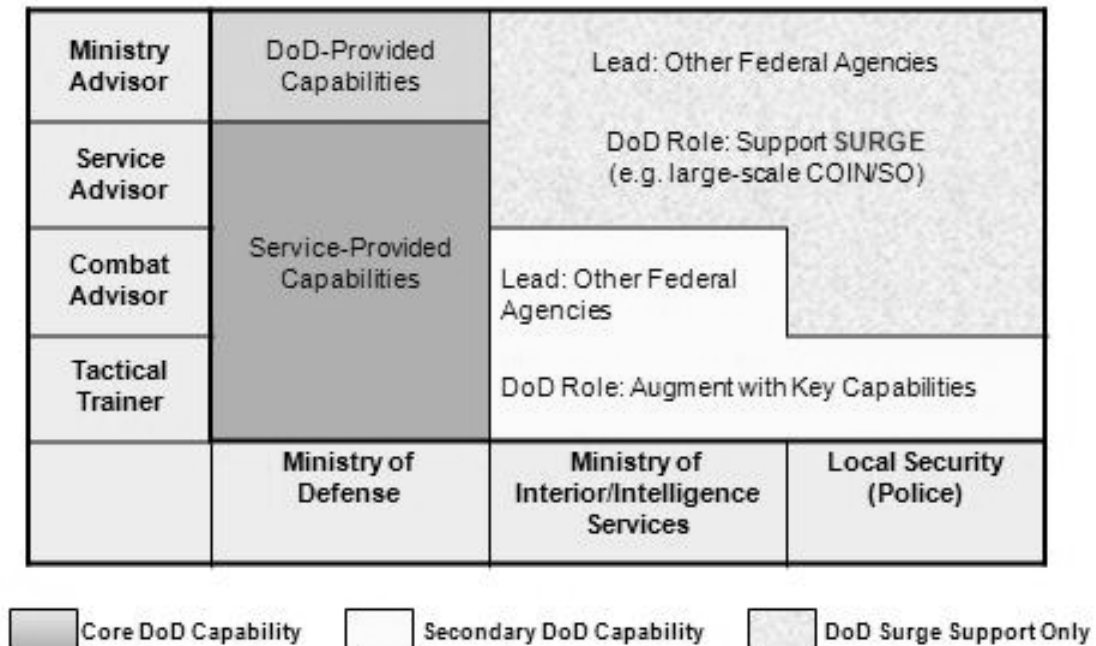 Ministry
Advisor
DoD-Provided
Capabilities
Lead: Other Federal Agencies
DoD Role: Support SURGE
(e.g. large-scale COIN/SO)
Service
Advisor
Service-Provided
Capabilities
Combat
Advisor
Lead: Other Federal
Agencies
Tactical
Trainer
DoD Role: Augment with Key Capabilities
Ministry of
Defense
Ministry of
Interior/Intelligence
Services
Local Security
(Police)
Core DoD Capability
Secondary DoD Capability
DoD Surge Support Only